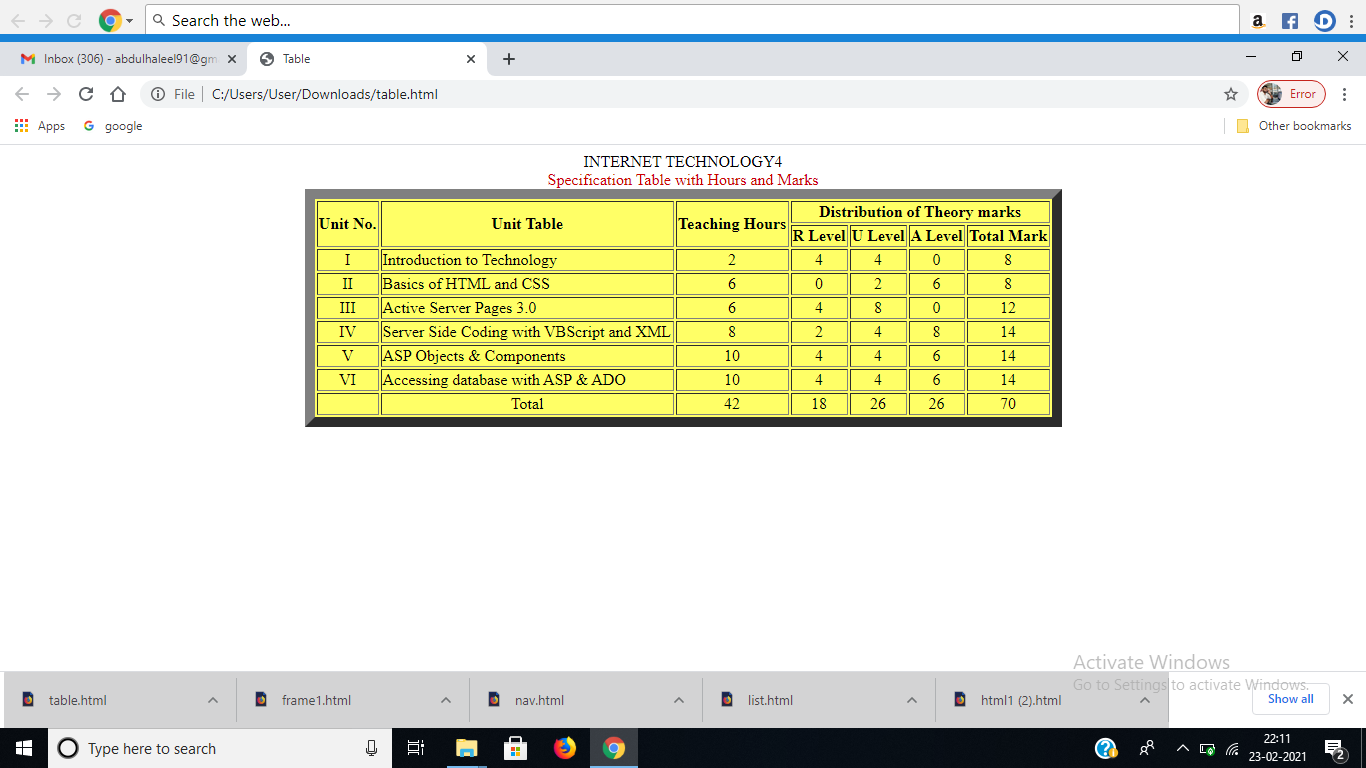 Search the web...
Inbox (306) - abdulhaleel91@gm
Table
File C:/Users/User/Downloads/table.html
Error
Apps google
Other bookmarks
INTERNET TECHNOLOGY4
Specification Table with Hours and Marks
Unit No. Unit Table Teaching Hours Distribution of Theory marks
R Level U Level A Level Total Mark
I Introduction to Technology 2 4 4 0 8
II Basics of HTML and CSS 6 0 2 6 8
III Active Server Pages 3.0 6 4 8 0 12
IV Server Side Coding with VBScript and XML 8 2 4 8 14
V ASP Objects & Components 10 4 4 6 14
VI Accessing database with ASP & ADO 10 4 4 6 14
Total 42 18 26 26 70
Activate Windows
Go to Settings to activate Windows.
table.html frame1.html nav.html list.html html1 (2).html Show all
Type here to search
22:11
23-02-2021
2